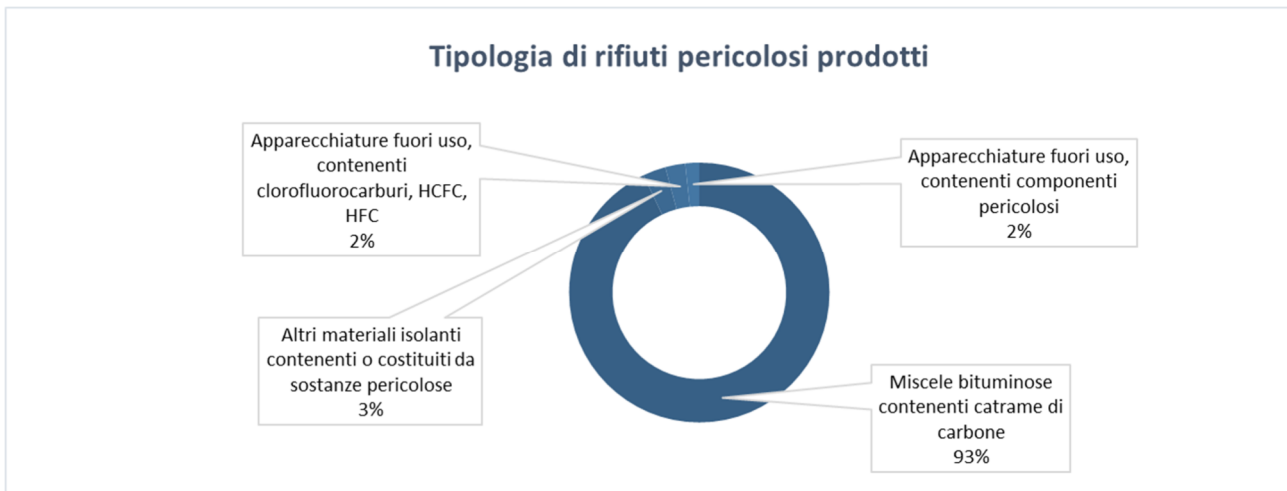 Tipologia di rifiuti pericolosi prodotti
Apparecchiature fuori uso,
contenenti
clorofluorocarburi, HCFC,
HFC
2%
Apparecchiature fuori uso,
contenenti componenti
pericolosi
2%
Altri materiali isolanti
contenenti o costituiti da
sostanze pericolose
3%
Miscele bituminose
contenenti catrame di
carbone
93%